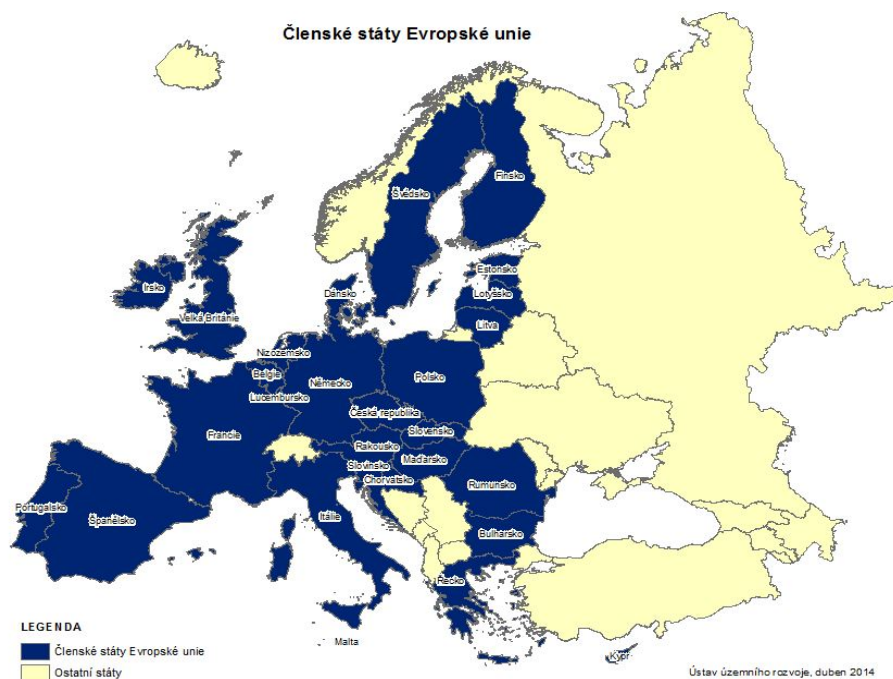 Členské státy Evropské unie
Finsko
Švédsko
Estonsko
Lotyšsko
Litva
Dánsko
Irsko
Velká Británie
Nizozemsko
Belgie
Německo
Polsko
Lucembursko
Česká republika
Slovensko
Francie
Rakousko
Maďarsko
Slovinsko
Chorvatsko
Rumunsko
Portugalsko
Španělsko
Itálie
Bulharsko
Řecko
Malta
Kypr
LEGENDA
Členské státy Evropské unie
Ostatní státy
Ústav územního rozvoje, duben 2014